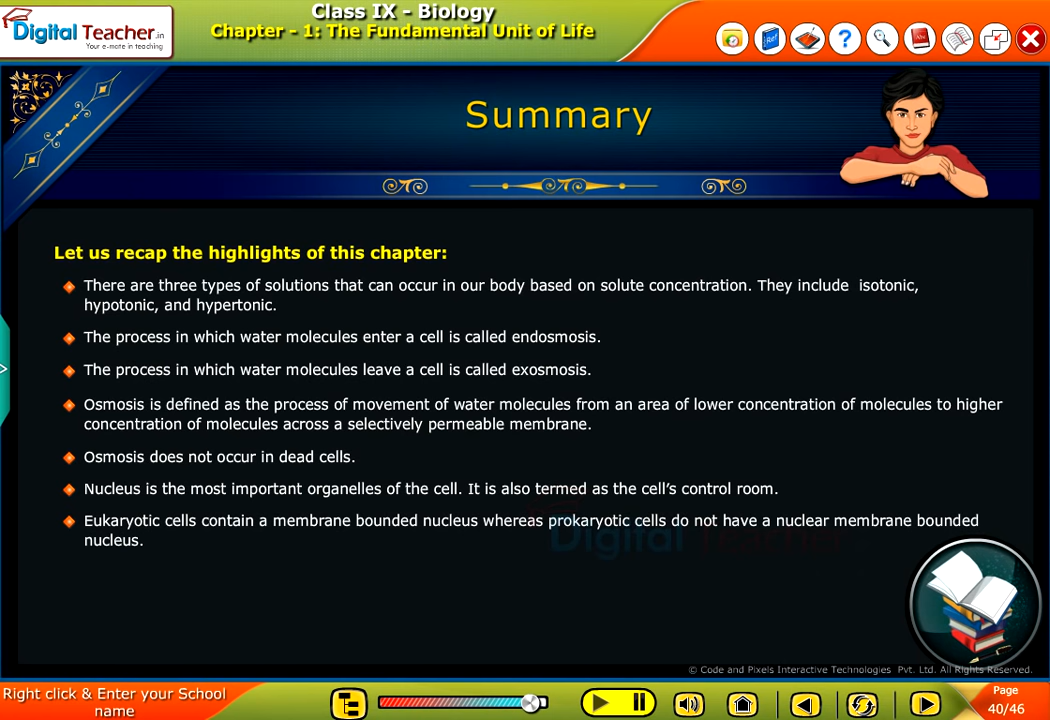 Class IX - Biology
Digital Teacher.in
Your e-mate in teaching
Chapter - 1: The Fundamental Unit of Life
Summary
Let us recap the highlights of this chapter:
There are three types of solutions that can occur in our body based on solute concentration. They include isotonic,
hypotonic, and hypertonic.
The process in which water molecules enter a cell is called endosmosis.
The process in which water molecules leave a cell is called exosmosis.
Osmosis is defined as the process of movement of water molecules from an area of lower concentration of molecules to higher
concentration of molecules across a selectively permeable membrane.
Osmosis does not occur in dead cells.
Nucleus is the most important organelles of the cell. It is also termed as the cell’s control room.
Eukaryotic cells contain a membrane bounded nucleus whereas prokaryotic cells do not have a nuclear membrane bounded
nucleus.
Digital Teacher
© Code and Pixels Interactive Technologies Pvt. Ltd. All Rights Reserved.
Right click & Enter your School
name
Page
40/46